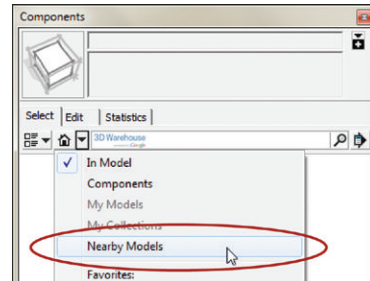 Components
Select Edit Statistics
3D Warehouse
Google
In Model
Components
My Models
My Collections
Nearby Models
Favorites: